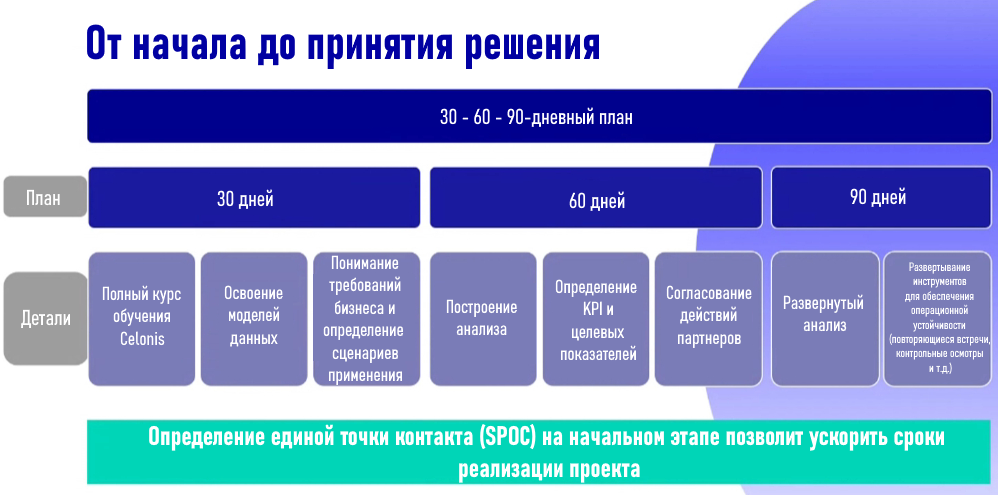 От начала до принятия решения
30 - 60 - 90-дневный план
План
30 дней
60 дней
90 дней
Детали
Полный курс
обучения
Celonis
Освоение
моделей
данных
Понимание
требований
бизнеса и
определение
сценариев
применения
Построение
анализа
Определение
KPI и
целевых
показателей
Согласование
действий
партнеров
Развернутый
анализ
Развертывание
инструментов
для обеспечения
операционной
устойчивости
(повторяющиеся встречи,
контрольные осмотры
и т.д.)
Определение единой точки контакта (SPOC) на начальном этапе позволит ускорить сроки
реализации проекта